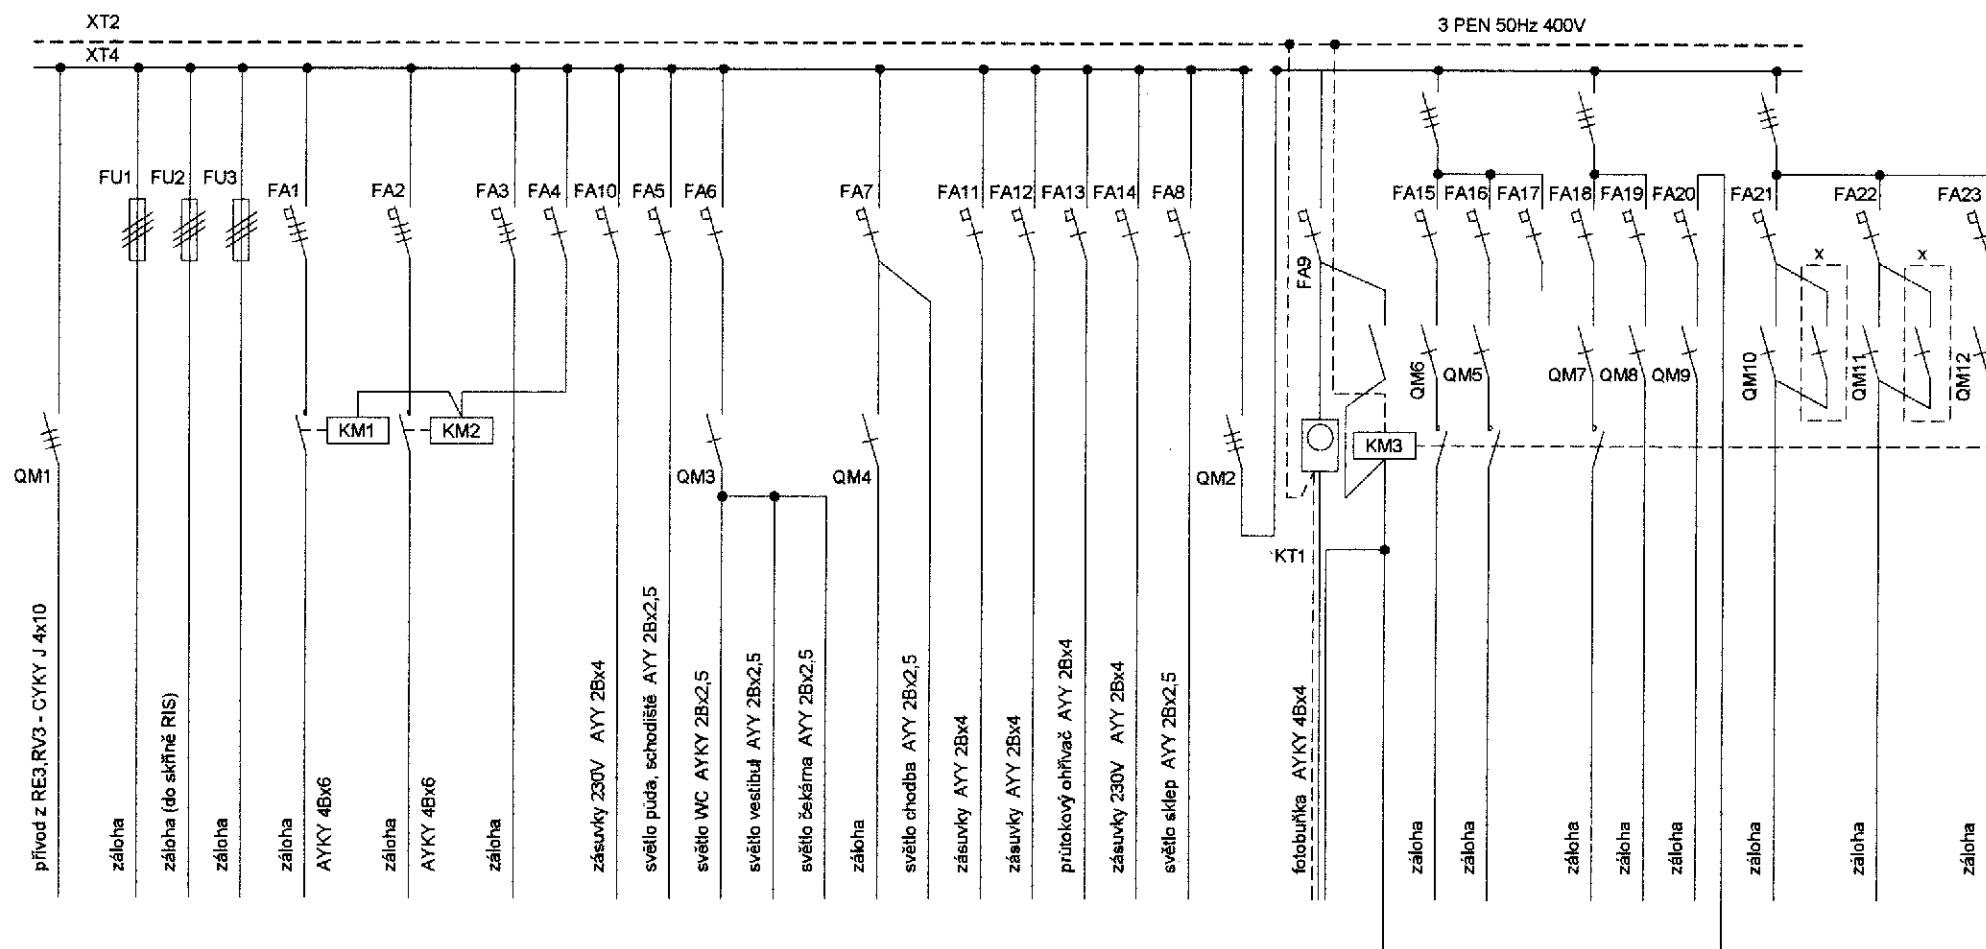 XT2
3 PEN 50Hz 400V
XT4
FU1
FU2
FU3
FA1
FA2
FA3
FA4
FA10
FA5
FA6
FA7
FA11
FA12
FA13
FA14
FA8
FA9
FA15
FA16
FA17
FA18
FA19
FA20
FA21
FA22
FA23
x
x
QM6
QM5
QM7
QM8
QM9
QM10
QM11
QM12
KM1
KM2
KM3
QM1
QM3
QM4
QM2
KT1
přívod z RE3,RV3 - CYKY J 4x10
záloha
záloha (do skříně RIS)
záloha
záloha
AYKY 4Bx6
záloha
AYKY 4Bx6
záloha
zásuvky 230V AYY 2Bx4
světlo půda, schodiště AYY 2Bx2,5
světlo WC AYKY 2Bx2,5
světlo vestibul AYY 2Bx2,5
světlo čekárna AYY 2Bx2,5
záloha
světlo chodba AYY 2Bx2,5
zásuvky AYY 2Bx4
zásuvky AYY 2Bx4
průtokový ohřívač AYY 2Bx4
zásuvky 230V AYY 2Bx4
světlo sklep AYY 2Bx2,5
fotobuňka AYKY 4Bx4
záloha
záloha
záloha
záloha
záloha
záloha
záloha
záloha